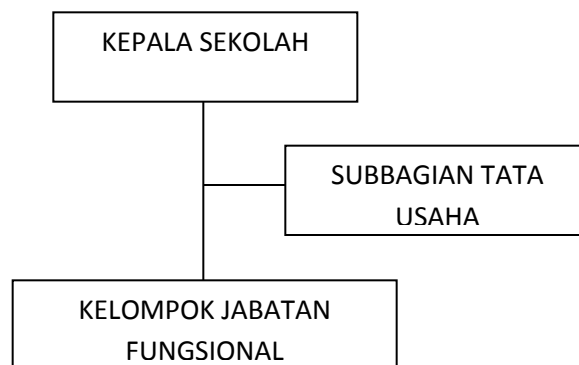 KEPALA SEKOLAH
SUBBAGIAN TATA
USAHA
KELOMPOK JABATAN
FUNGSIONAL